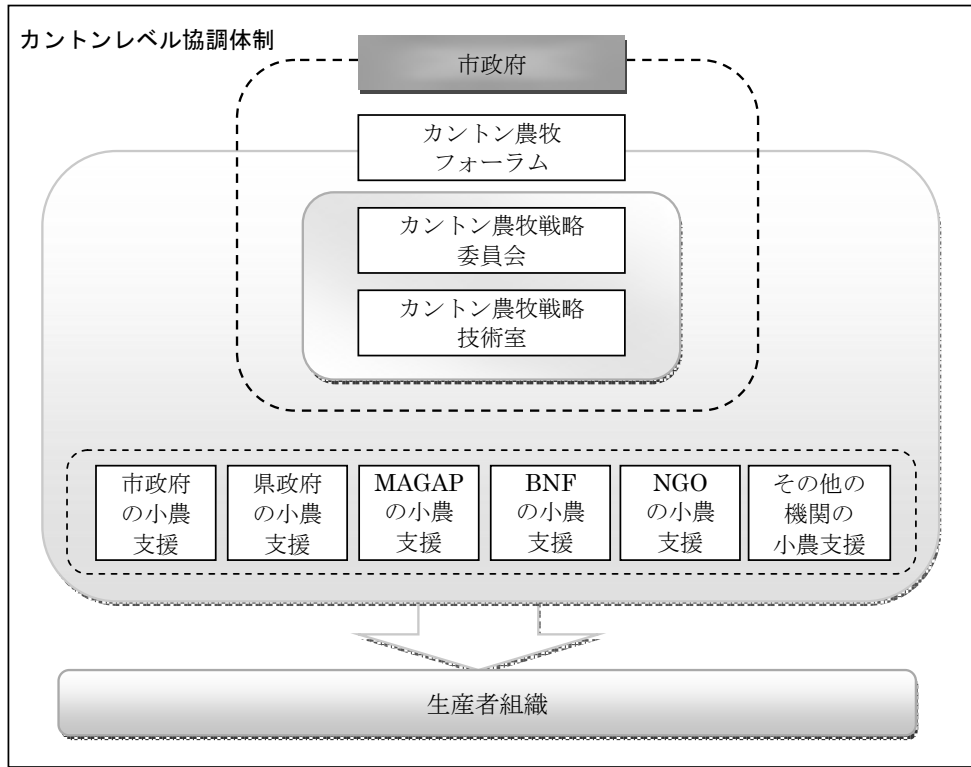 カントンレベル協調体制
市政府
カントン農牧
フォーラム
カントン農牧戦略
委員会
カントン農牧戦略
技術室
市政府
の小農
支援
県政府
の小農
支援
MAGAP
の小農
支援
BNF
の小農
支援
NGO
の小農
支援
その他の
機関の
小農支援
生産者組織